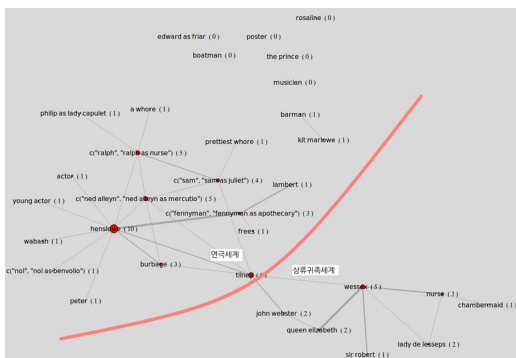 rosaline (0)
edward as friar (0)
poster (0)
boatman (0)
the prince (0)
musician (0)
a whore (1)
philip as lady capulet (1)
barman (1)
kit marlowe (1)
prettiest whore (1)
c("ralph", "ralph as nurse") (5)
actor (1)
c("sam", "sam as juliet") (4)
lambert (1)
young actor (1)
c("ned alleyn", "ned alleyn as mercutio") (5)
c("fennyman", "fennyman as apothecary") (3)
henslowe (10)
frees (1)
wabash (1)
연극세계
burbage (3)
상류귀족세계
c("nol", "nol as benvolio") (1)
wessex (5)
nurse (3)
peter (1)
chambermaid (1)
john webster (2)
queen elizabeth (2)
lady de lesseps (2)
sir robert (1)